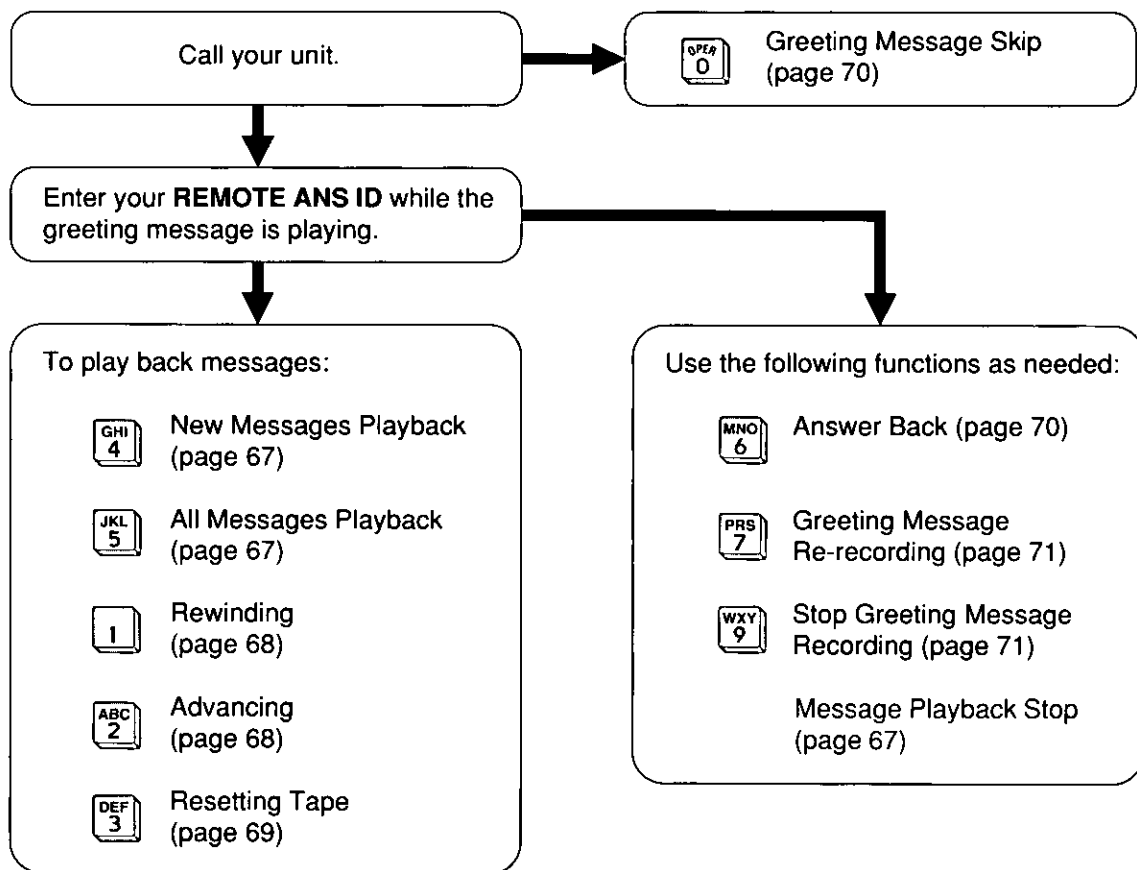 Call your unit.
OPER
0
Greeting Message Skip
(page 70)
Enter your REMOTE ANS ID while the
greeting message is playing.
To play back messages:
GHI
4
New Messages Playback
(page 67)
JKL
5
All Messages Playback
(page 67)
1
Rewinding
(page 68)
ABC
2
Advancing
(page 68)
DEF
3
Resetting Tape
(page 69)
Use the following functions as needed:
MNO
6
Answer Back (page 70)
PRS
7
Greeting Message
Re-recording (page 71)
WXY
9
Stop Greeting Message
Recording (page 71)
Message Playback Stop
(page 67)